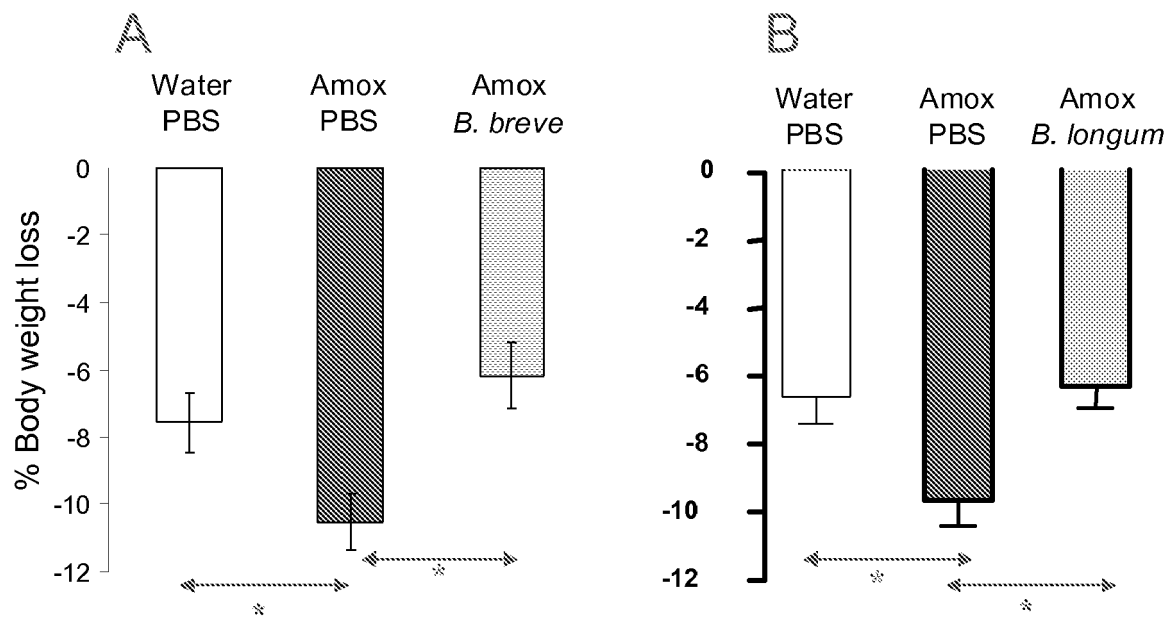 A
Water
PBS
Amox
PBS
Amox
B. breve
% Body weight loss
0
-2
-4
-6
-8
-10
-12
*
*
B
Water
PBS
Amox
PBS
Amox
B. longum
0
-2
-4
-6
-8
-10
-12
*
*